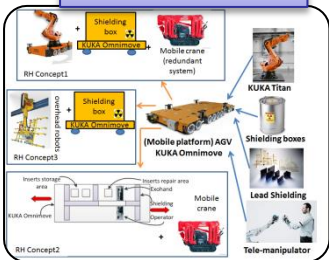 Shielding
box
KUKA Omnimove
+
+
RH Concept1
Mobile crane
(redundant
system)
KUKA Titan
overhead robots
+
Shielding
box
KUKA Omnimove
RH Concept3
(Mobile platform) AGV
KUKA Omnimove
Shielding boxes
Inserts storage
area
Inserts repair area
Exohand
Shielding
Operator
KUKA Omnimove
Mobile
crane
+
RH Concept2
Lead Shielding
Tele-manipulator